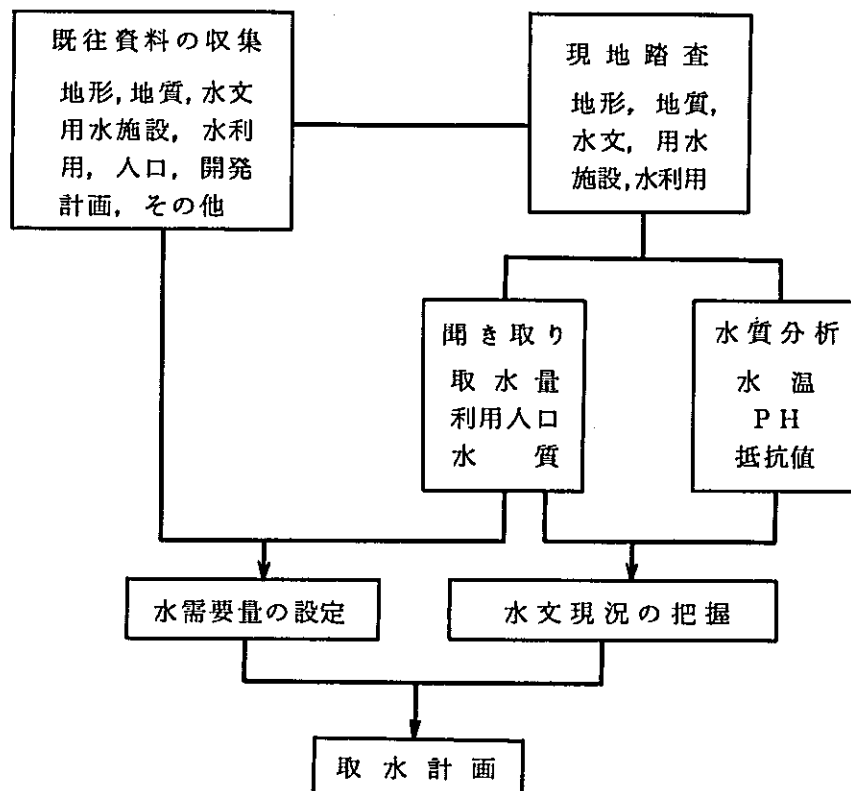 既往資料の収集
地形,地質,水文
用水施設, 水利
用, 人口, 開発
計画, その他
現地踏査
地形, 地質,
水文, 用水
施設,水利用
聞き取り
取水量
利用人口
水質
水質分析
水温
PH
抵抗値
水需要量の設定
水文現況の把握
取水計画